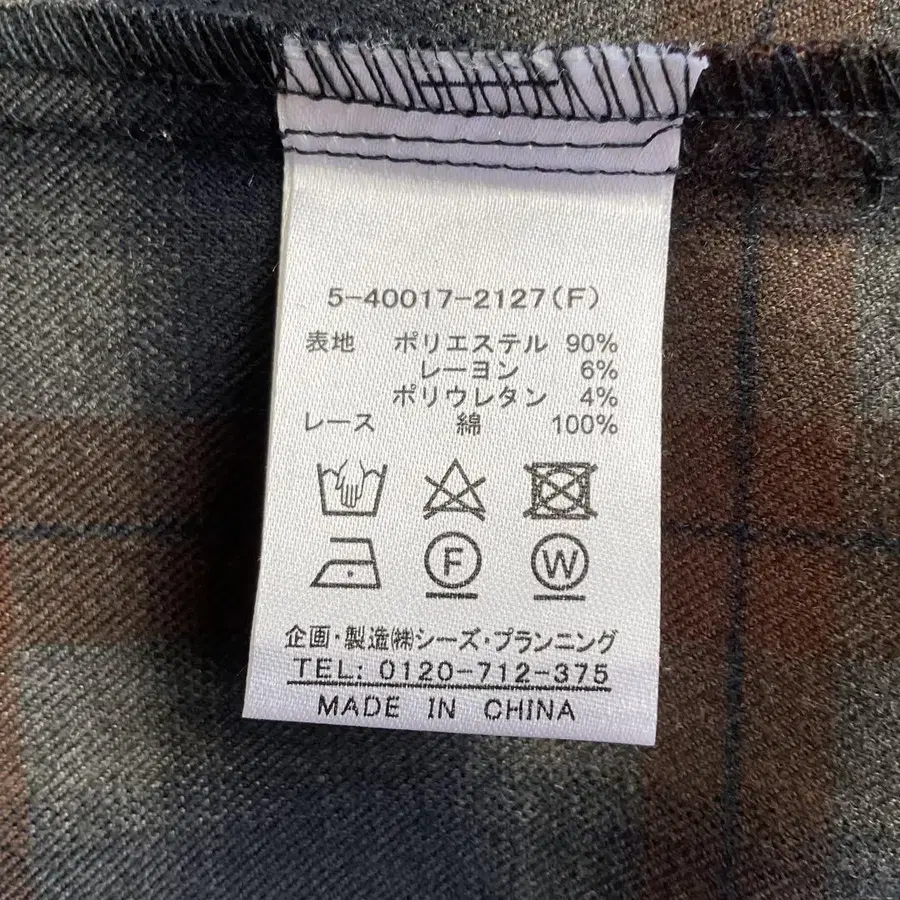 5-40017-2127(F)
表地 ポリエステル 90%
レーヨン 6%
ポリウレタン 4%
レース 綿 100%
F W
企画・製造㈱シーズ・プランニング
TEL: 0120-712-375
MADE IN CHINA